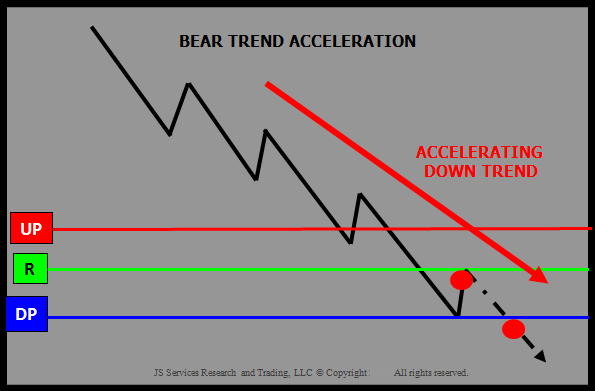 BEAR TREND ACCELERATION
ACCELERATING
DOWN TREND
UP
R
DP
JS Services Research and Trading, LLC © Copyright All rights reserved.